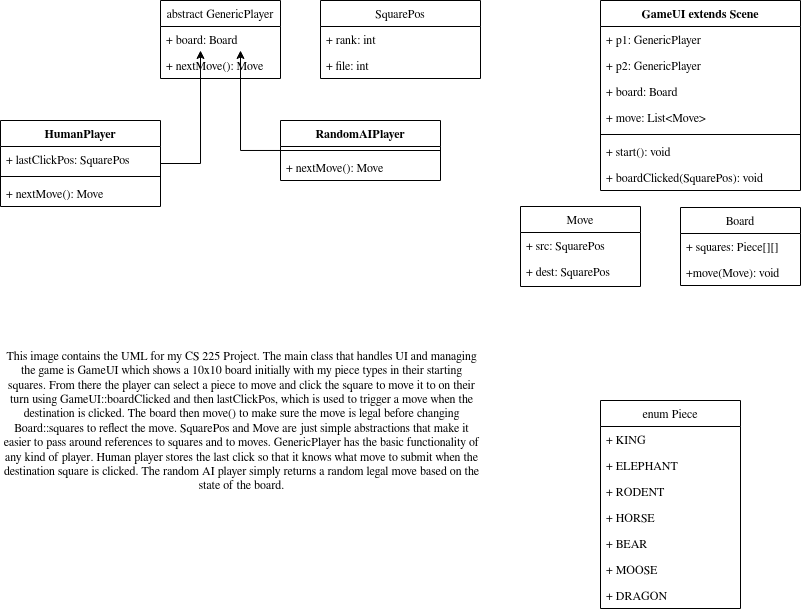 abstract GenericPlayer
+ board: Board
+ nextMove(): Move
SquarePos
+ rank: int
+ file: int
GameUI extends Scene
+ p1: GenericPlayer
+ p2: GenericPlayer
+ board: Board
+ move: List<Move>
+ start(): void
+ boardClicked(SquarePos): void
HumanPlayer
+ lastClickPos: SquarePos
+ nextMove(): Move
RandomAIPlayer
+ nextMove(): Move
Move
+ src: SquarePos
+ dest: SquarePos
Board
+ squares: Piece[][]
+move(Move): void
This image contains the UML for my CS 225 Project. The main class that handles UI and managing
the game is GameUI which shows a 10x10 board initially with my piece types in their starting
squares. From there the player can select a piece to move and click the square to move it to on their
turn using GameUI::boardClicked and then lastClickPos, which is used to trigger a move when the
destination is clicked. The board then move() to make sure the move is legal before changing
Board::squares to reflect the move. SquarePos and Move are just simple abstractions that make it
easier to pass around references to squares and to moves. GenericPlayer has the basic functionality of
any kind of player. Human player stores the last click so that it knows what move to submit when the
destination square is clicked. The random AI player simply returns a random legal move based on the
state of the board.
enum Piece
+ KING
+ ELEPHANT
+ RODENT
+ HORSE
+ BEAR
+ MOOSE
+ DRAGON